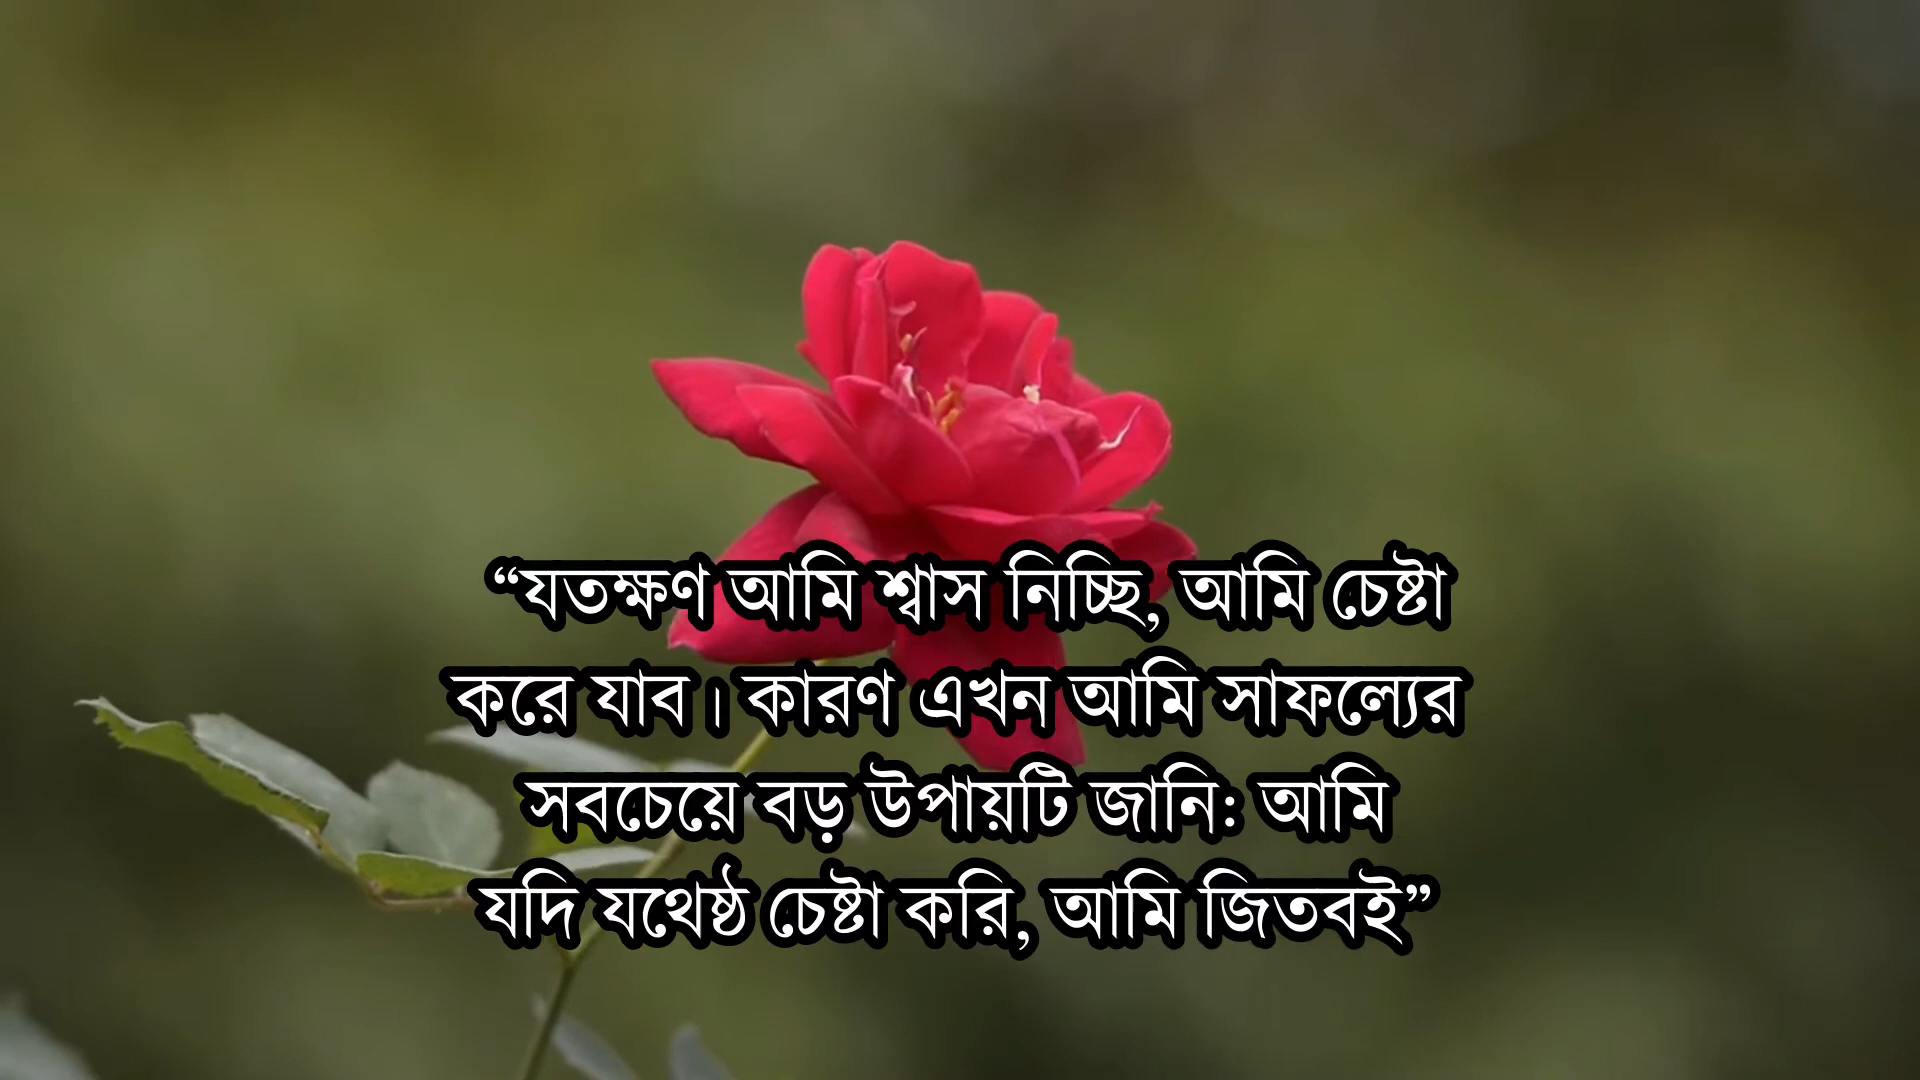 “যতক্ষণ আমি শ্বাস নিচ্ছি, আমি চেষ্টা
করে যাব। কারণ এখন আমি সাফল্যের
সবচেয়ে বড় উপায়টি জানি: আমি
যদি যথেষ্ঠ চেষ্টা করি, আমি জিতবই”